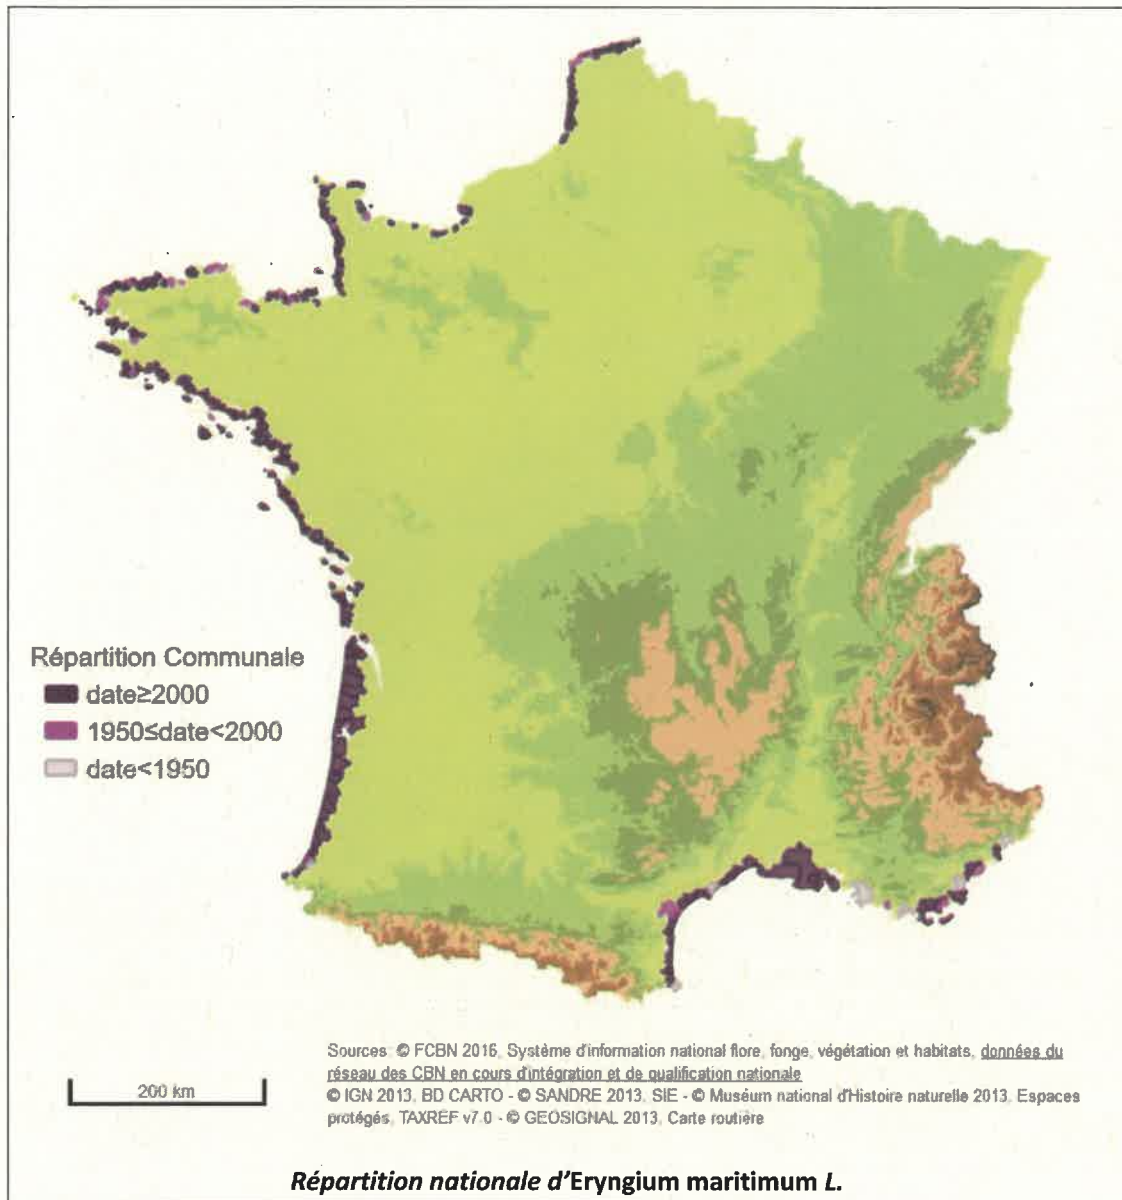 Répartition Communale
date≥2000
1950≤date<2000
date<1950
200 km
Sources: © FCBN 2016, Système d'information national flore, fonge, végétation et habitats, données du
réseau des CBN en cours d'intégration et de qualification nationale
© IGN 2013, BD CARTO - © SANDRE 2013, SIE - © Muséum national d'Histoire naturelle 2013, Espaces
protégés, TAXREF v7.0 - © GEOSIGNAL 2013, Carte routière
Répartition nationale d'Eryngium maritimum L.